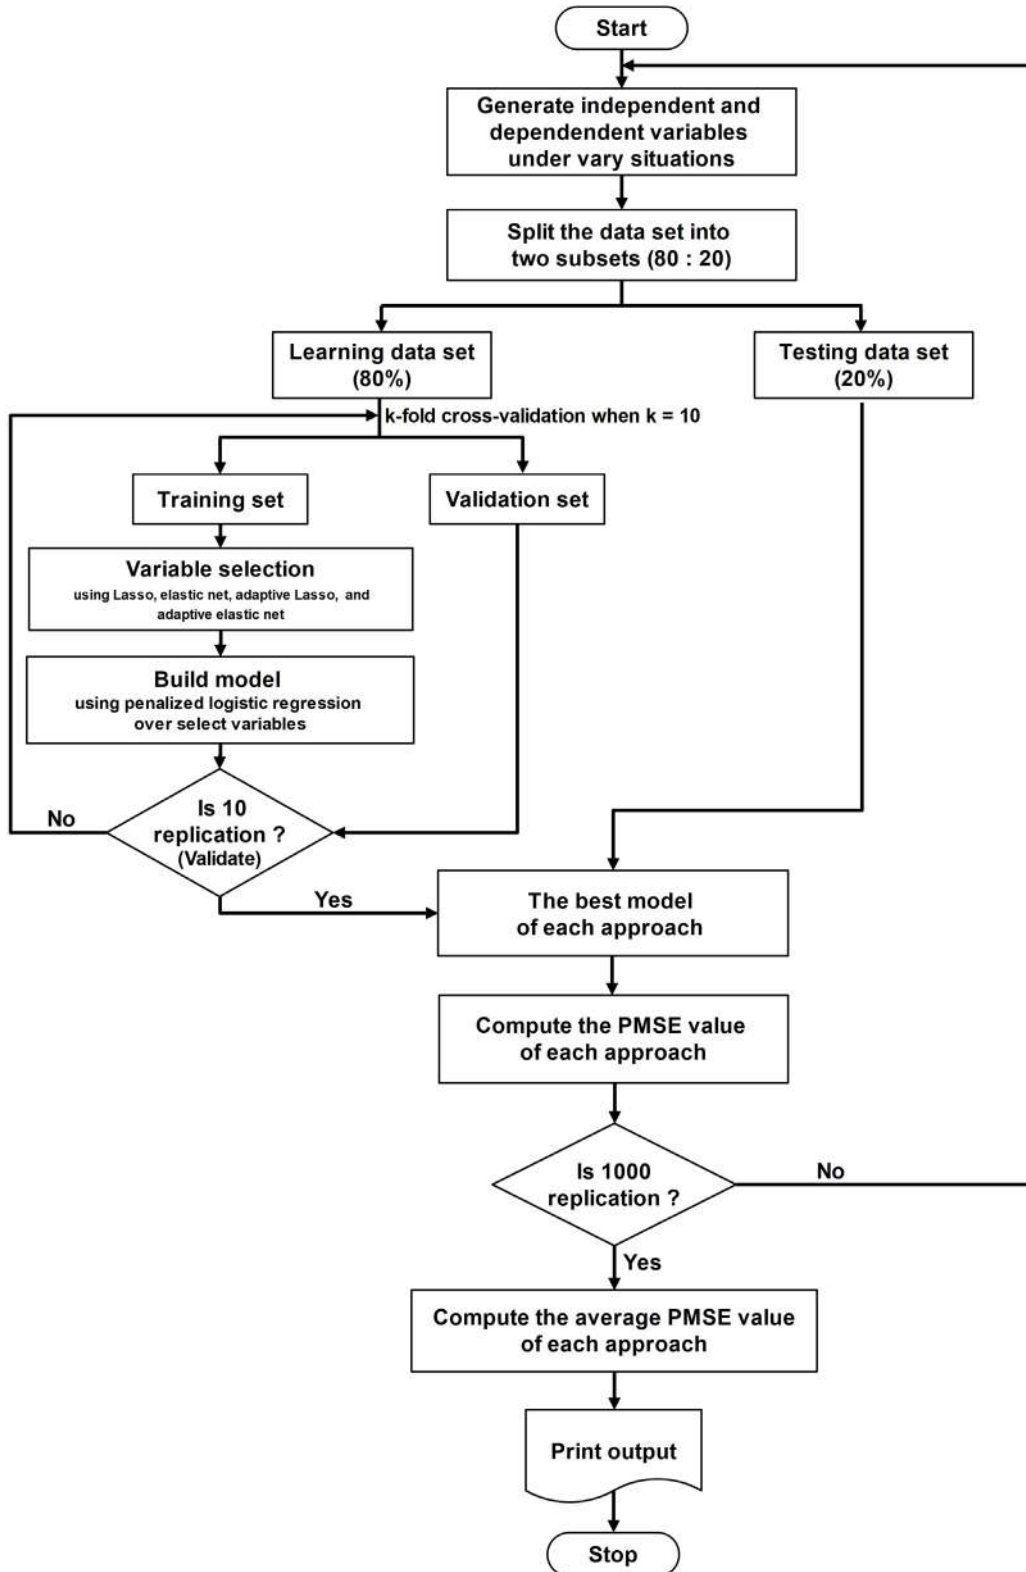 Start
Generate independent and
dependent variables
under vary situations
Split the data set into
two subsets (80 : 20)
Learning data set
(80%)
Testing data set
(20%)
k-fold cross-validation when k = 10
Training set
Validation set
Variable selection
using Lasso, elastic net, adaptive Lasso, and
adaptive elastic net
Build model
using penalized logistic regression
over select variables
No
Is 10
replication ?
(Validate)
Yes
The best model
of each approach
Compute the PMSE value
of each approach
Is 1000
replication ?
No
Yes
Compute the average PMSE value
of each approach
Print output
Stop